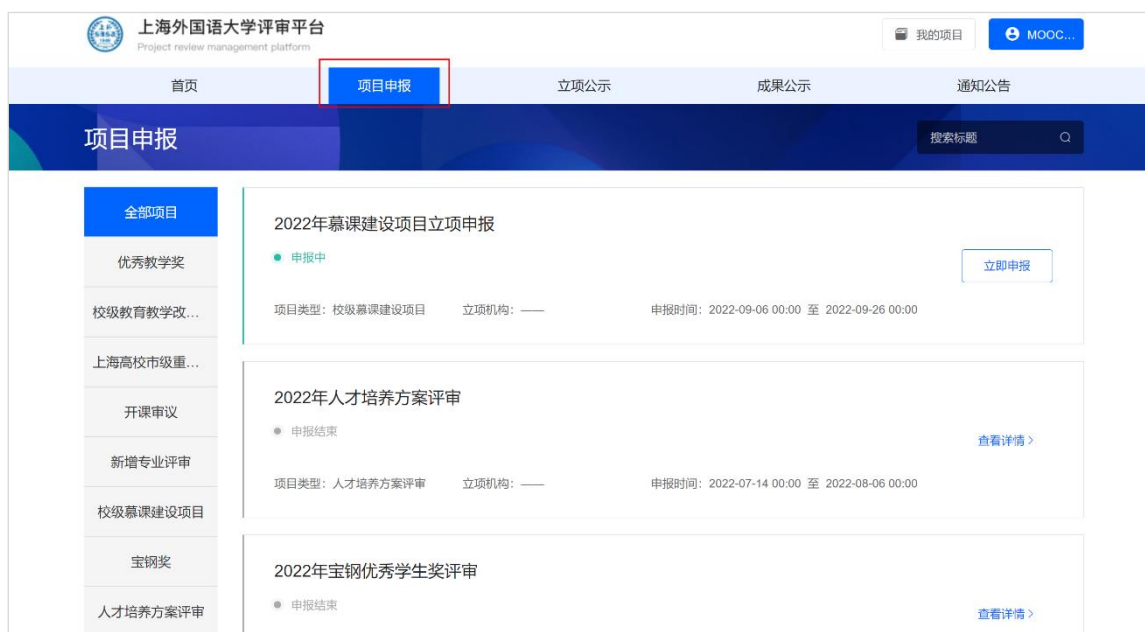 上海外国语大学评审平台
Project review management platform
我的项目
MOOC...
首页
项目申报
立项公示
成果公示
通知公告
项目申报
搜索标题
全部项目
优秀教学奖
校级教育教学改...
上海高校市级重...
开课审议
新增专业评审
校级慕课建设项目
宝钢奖
人才培养方案评审
2022年慕课建设项目立项申报
申报中
立即申报
项目类型：校级慕课建设项目 立项机构：—— 申报时间：2022-09-06 00:00 至 2022-09-26 00:00
2022年人才培养方案评审
申报结束
查看详情>
项目类型：人才培养方案评审 立项机构：—— 申报时间：2022-07-14 00:00 至 2022-08-06 00:00
2022年宝钢优秀学生奖评审
申报结束
查看详情>